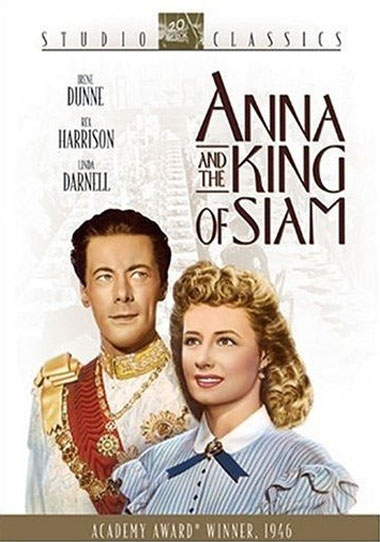 STUDIO CLASSICS
IRENE
DUNNE
REX
HARRISON
LINDA
DARNELL
ANNA
AND THE KING
OF SIAM
ACADEMY AWARD® WINNER, 1946